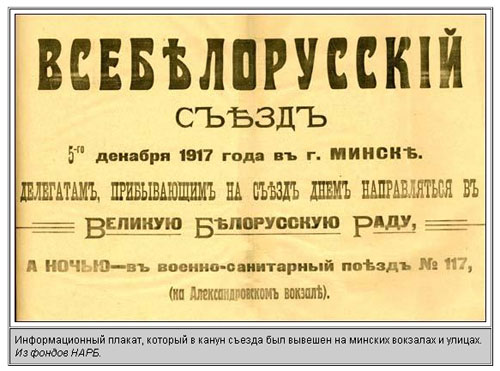 ВСЕБѢЛОРУССКІЙ
СЪѢЗДЪ
5-го декабря 1917 года въ г. МИНСКѢ.
ДЕЛЕГАТАМЪ, ПРИБЫВАЮЩИМЪ НА СЪѢЗДЪ ДНЕМЪ НАПРАВЛЯТЬСЯ ВЪ
ВЕЛИКУЮ БѢЛОРУССКУЮ РАДУ,
А НОЧЬЮ—въ военно-санитарный поѣздъ № 117,
(на Александровскомъ вокзалѣ).
Информационный плакат, который в канун съезда был вывешен на минских вокзалах и улицах.
Из фондов НАРБ.